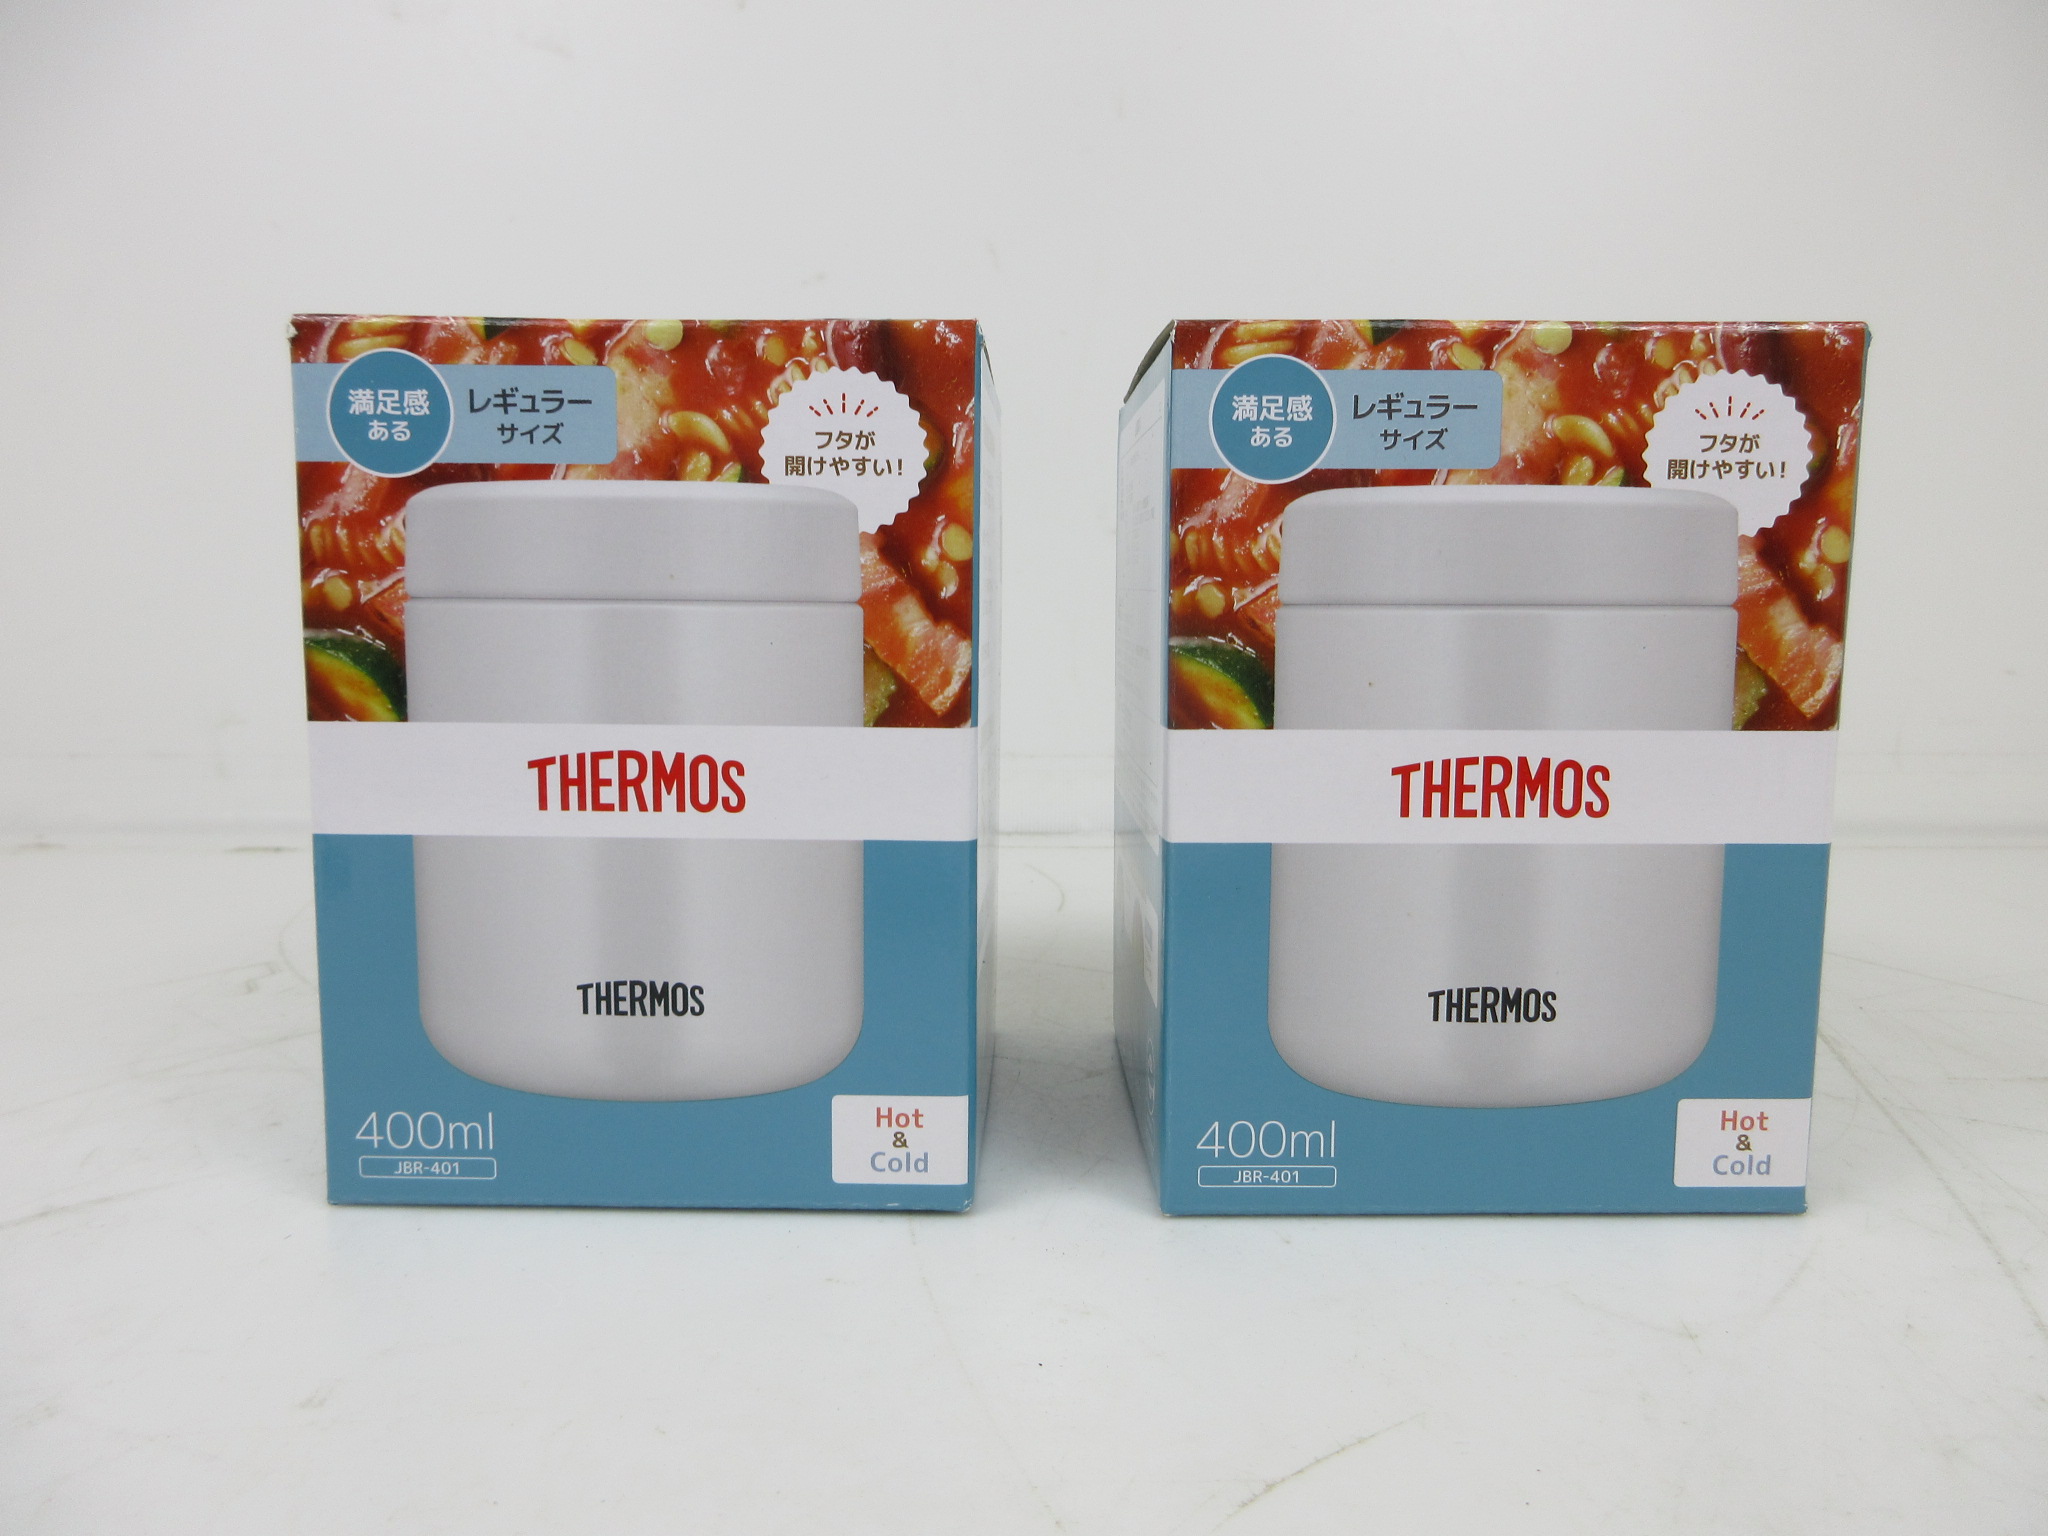 満足感
ある
レギュラー
サイズ
フタが
開けやすい!
THERMOS
THERMOS
400ml
JBR-401
Hot
&
Cold
満足感
ある
レギュラー
サイズ
フタが
開けやすい!
THERMOS
THERMOS
400ml
JBR-401
Hot
&
Cold